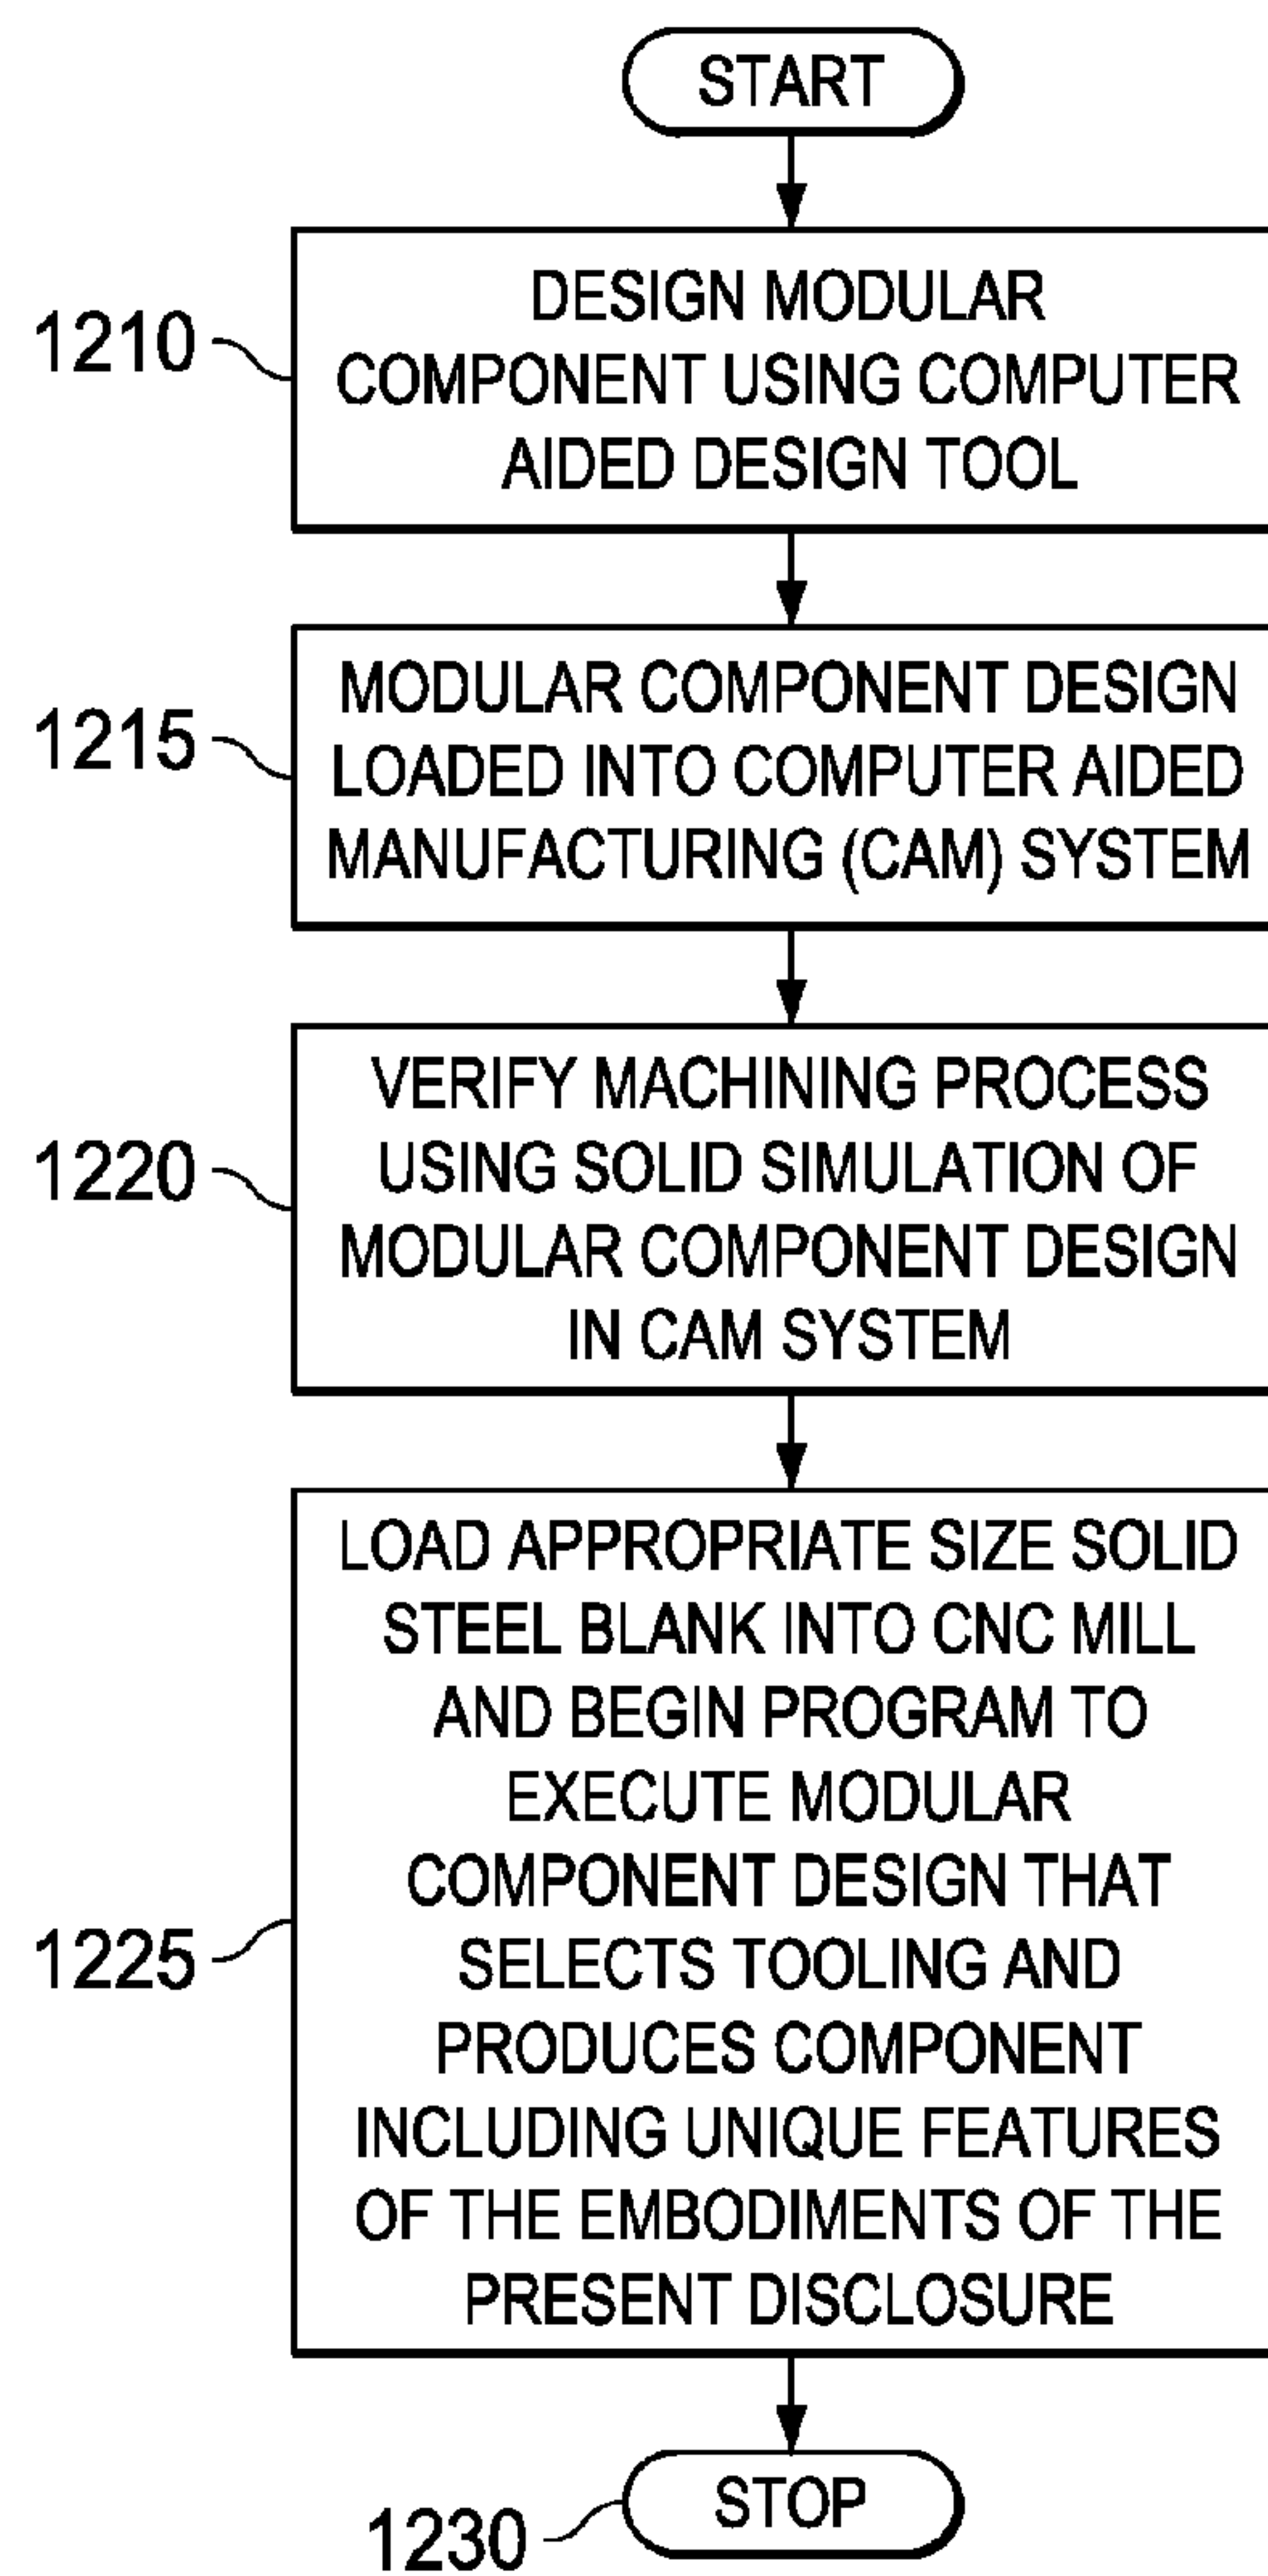 START
1210
DESIGN MODULAR
COMPONENT USING COMPUTER
AIDED DESIGN TOOL
1215
MODULAR COMPONENT DESIGN
LOADED INTO COMPUTER AIDED
MANUFACTURING (CAM) SYSTEM
1220
VERIFY MACHINING PROCESS
USING SOLID SIMULATION OF
MODULAR COMPONENT DESIGN
IN CAM SYSTEM
1225
LOAD APPROPRIATE SIZE SOLID
STEEL BLANK INTO CNC MILL
AND BEGIN PROGRAM TO
EXECUTE MODULAR
COMPONENT DESIGN THAT
SELECTS TOOLING AND
PRODUCES COMPONENT
INCLUDING UNIQUE FEATURES
OF THE EMBODIMENTS OF THE
PRESENT DISCLOSURE
STOP
1230